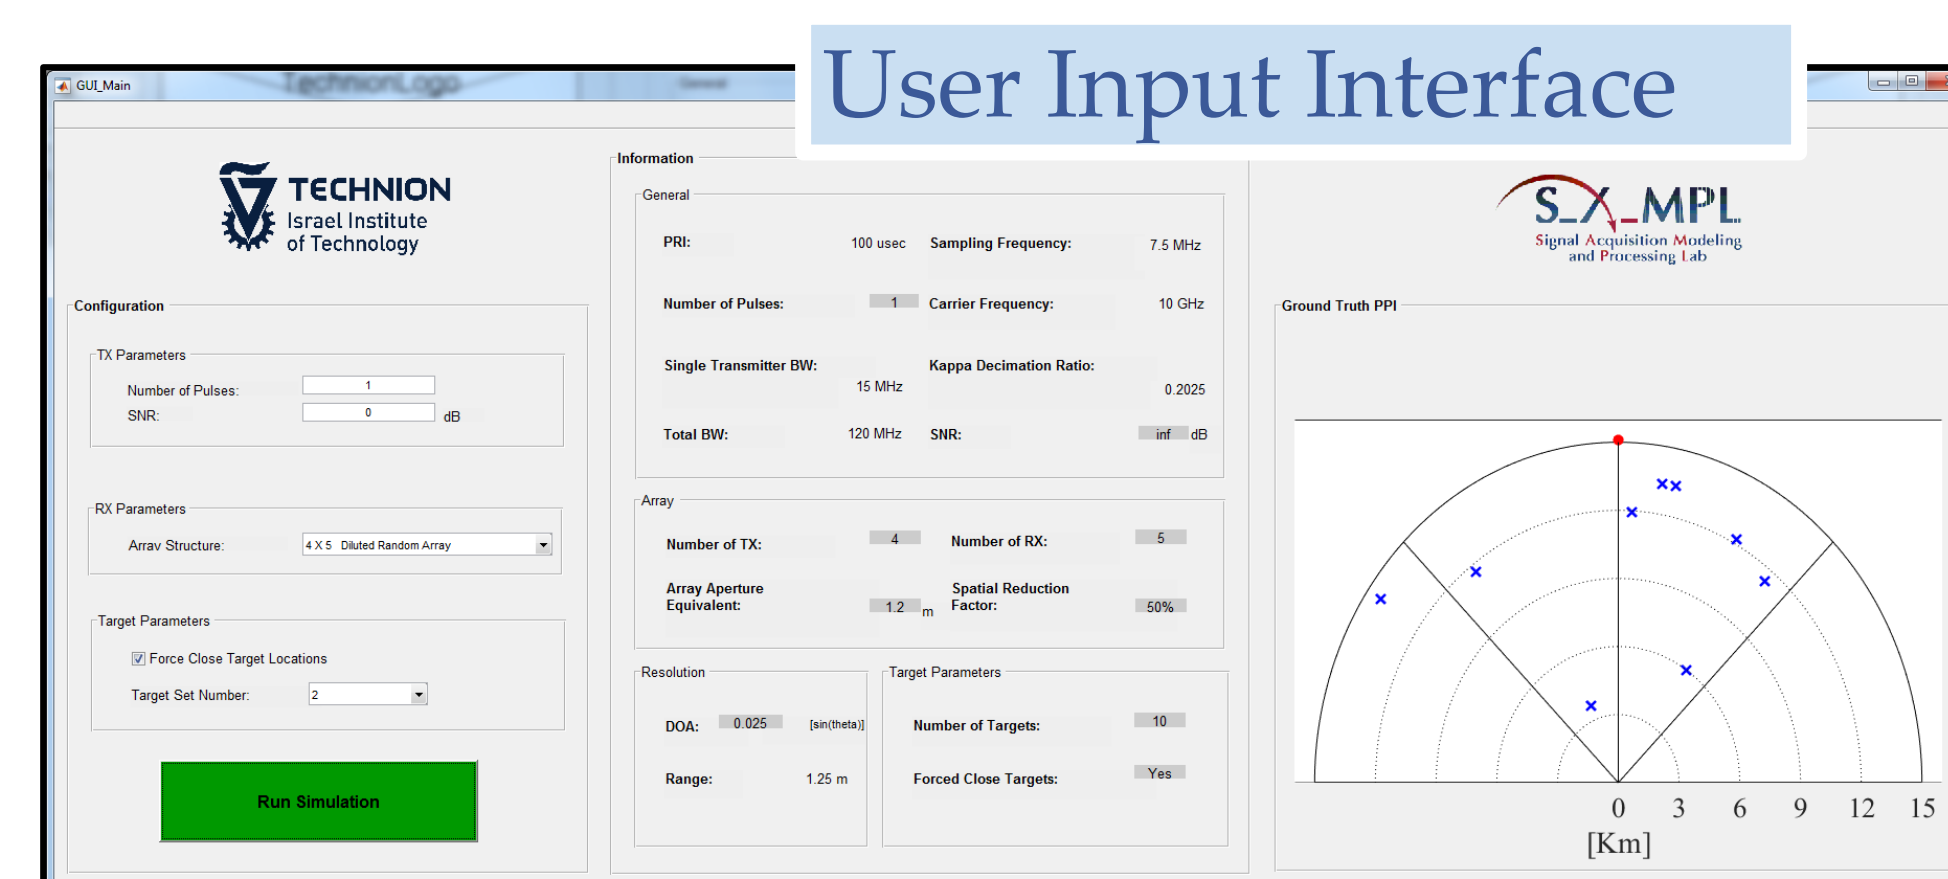 User Input Interface
GUI_Main
TechnionLogo
General
TECHNION
Israel Institute
of Technology
Configuration
TX Parameters
Number of Pulses: 1
SNR: 0 dB
RX Parameters
Array Structure: 4 X 5 Diluted Random Array
Target Parameters
Force Close Target Locations
Target Set Number: 2
Run Simulation
Information
General
PRI: 100 usec Sampling Frequency: 7.5 MHz
Number of Pulses: 1 Carrier Frequency: 10 GHz
Single Transmitter BW: 15 MHz Kappa Decimation Ratio: 0.2025
Total BW: 120 MHz SNR: inf dB
Array
Number of TX: 4 Number of RX: 5
Array Aperture
Equivalent: 1.2 m
Spatial Reduction
Factor: 50%
Resolution
DOA: 0.025 [sin(theta)]
Range: 1.25 m
Target Parameters
Number of Targets: 10
Forced Close Targets: Yes
S_X_MPL
Signal Acquisition Modeling
and Processing Lab
Ground Truth PPI
0 3 6 9 12 15
[Km]